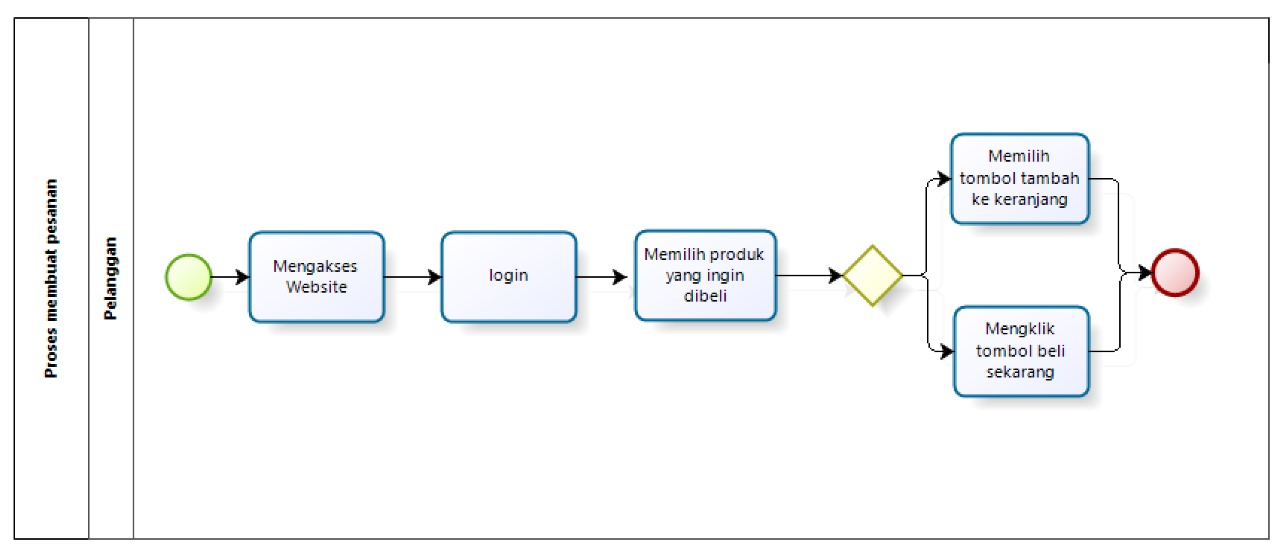 Proses membuat pesanan
Pelanggan
Mengakses
Website
login
Memilih produk
yang ingin
dibeli
Memilih
tombol tambah
ke keranjang
Mengklik
tombol beli
sekarang